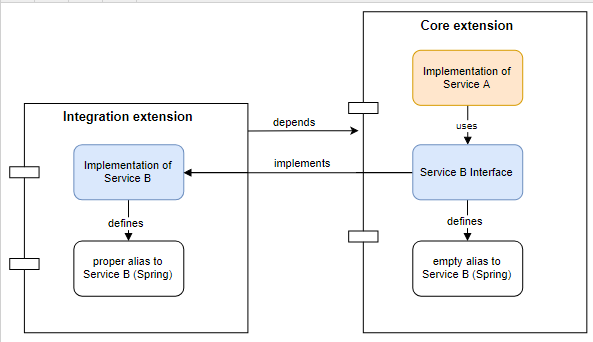 Core extension
Implementation of
Service A
uses
Integration extension
depends
implements
Implementation of
Service B
Service B Interface
defines
defines
proper alias to
Service B (Spring)
empty alias to
Service B (Spring)